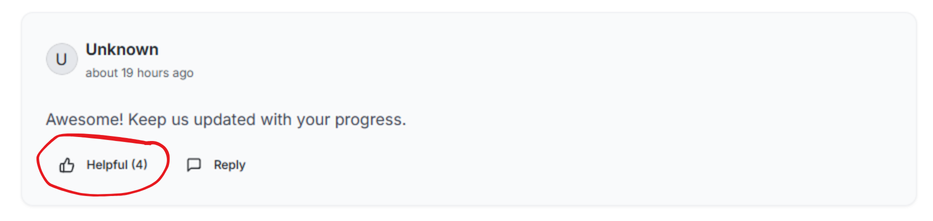 U
Unknown
about 19 hours ago
Awesome! Keep us updated with your progress.
Helpful (4) Reply